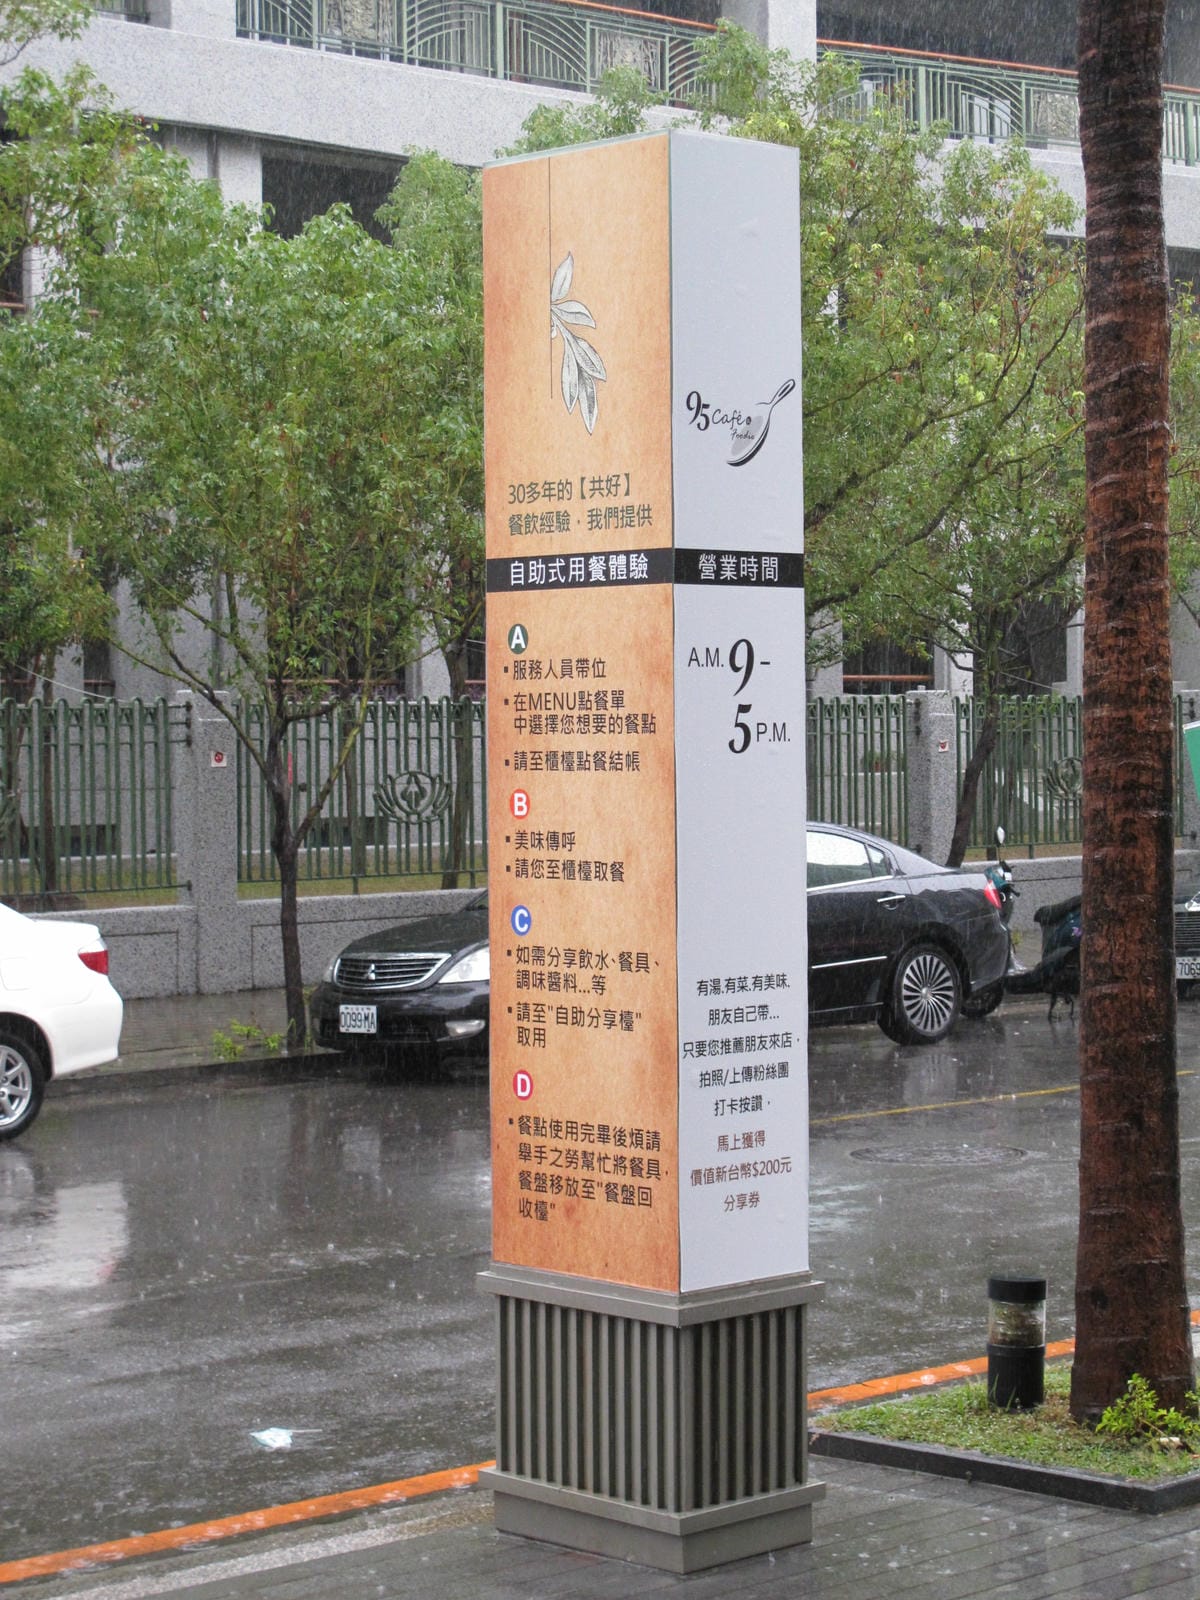 30多年的【共好】
餐飲經驗，我們提供
自助式用餐體驗
A
▪服務人員帶位
▪在MENU點餐單
中選擇您想要的餐點
▪請至櫃檯點餐結帳
B
▪美味傳呼
▪請您至櫃檯取餐
C
▪如需分享飲水、餐具、
調味醬料...等
▪請至"自助分享檯"
取用
D
▪餐點使用完畢後煩請
舉手之勞幫忙將餐具，
餐盤移放至"餐盤回
收檯"
95 Café
Foodie
營業時間
A.M. 9 -
5 P.M.
有湯.有菜.有美味.
朋友自己帶...
只要您推薦朋友來店，
拍照/上傳粉絲團
打卡按讚，
馬上獲得
價值新台幣$200元
分享券
0099 MA
7069